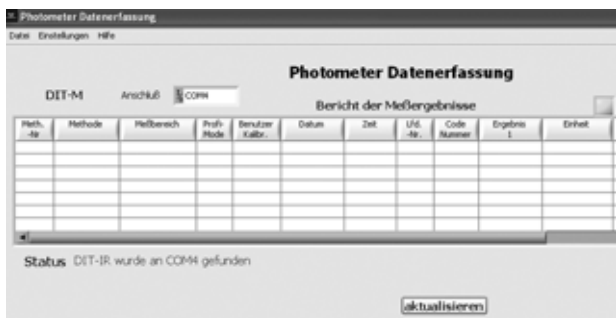 Photometer Datenerfassung
Datei Einstellungen Hilfe
Photometer Datenerfassung
DIT-M Anschluß COM4
Bericht der Meßergebnisse
Meth. -Nr Methode Meßbereich Profi- Mode Benutzer Kalibr. Datum Zeit Lfd. -Nr. Code Nummer Ergebnis 1 Einheit
Status DIT-IR wurde an COM4 gefunden
aktualisieren